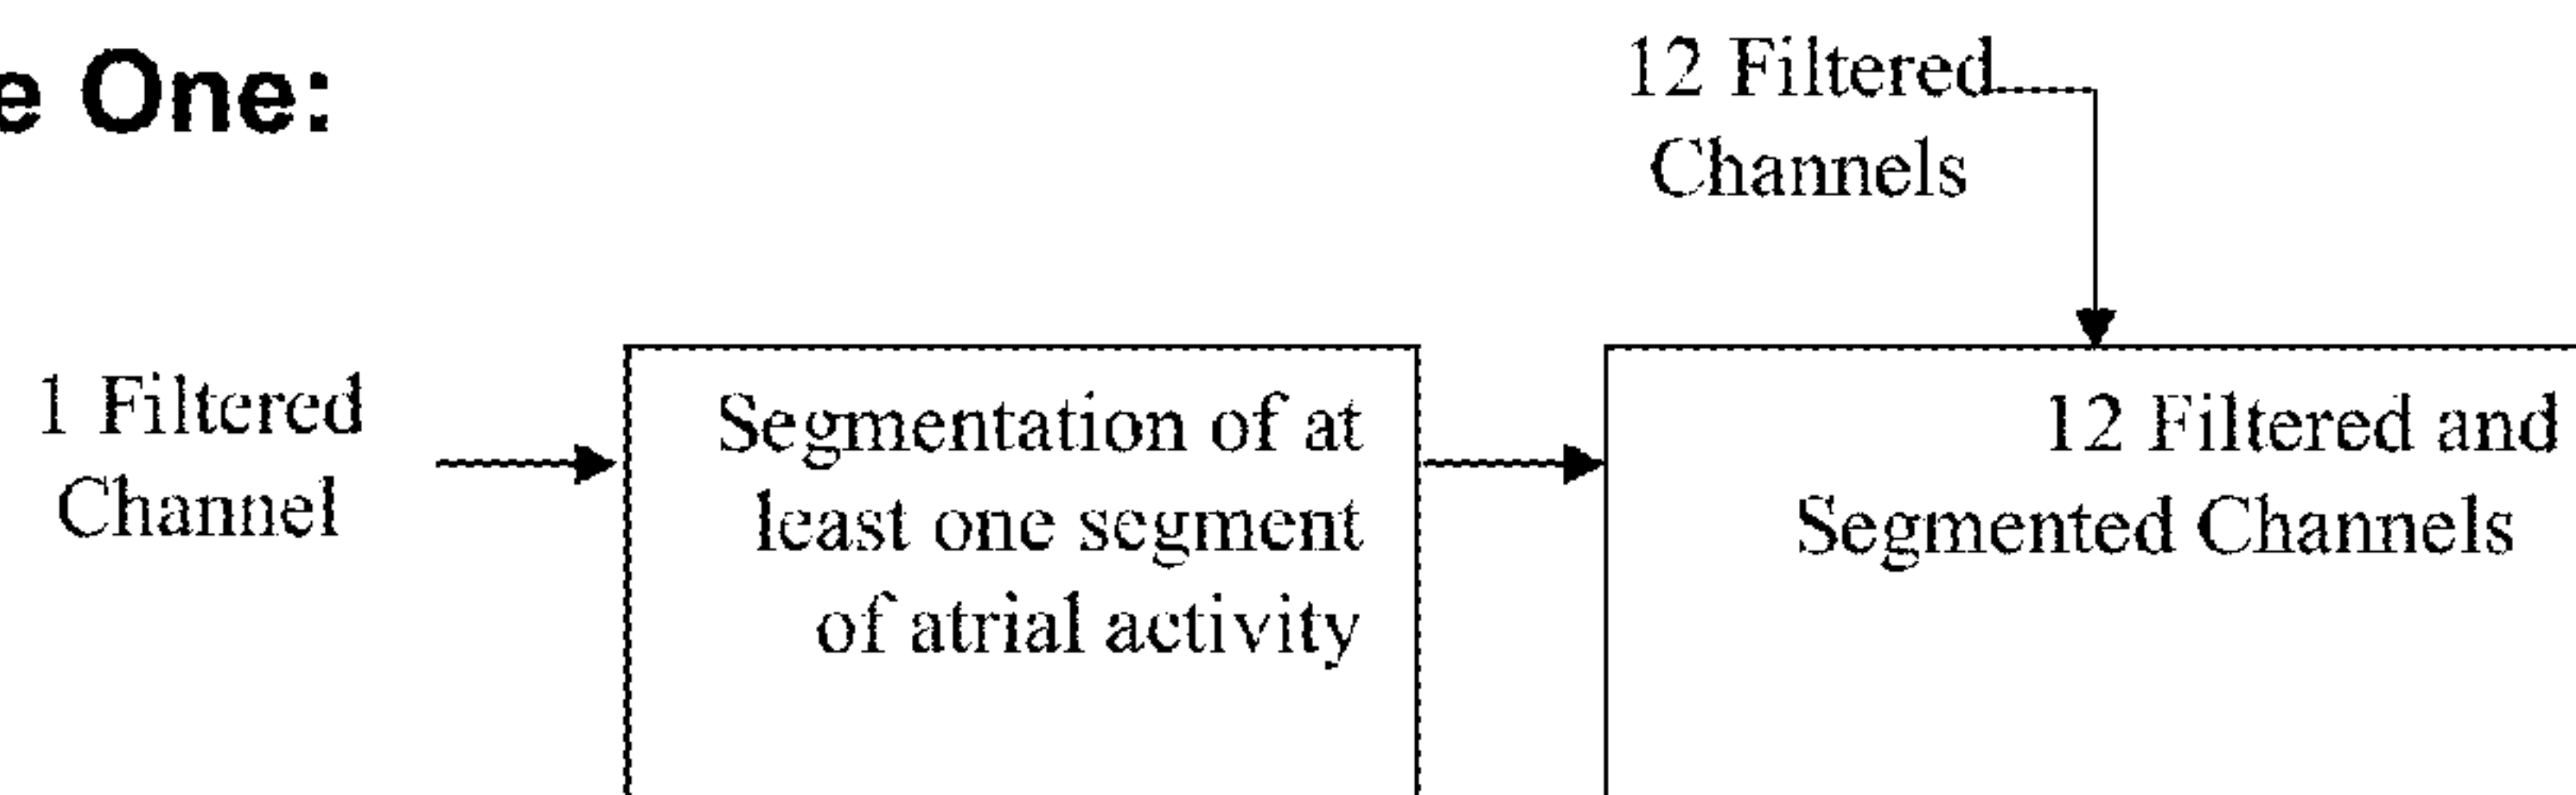 e One:
12 Filtered
Channels
1 Filtered
Channel
Segmentation of at
least one segment
of atrial activity
12 Filtered and
Segmented Channels